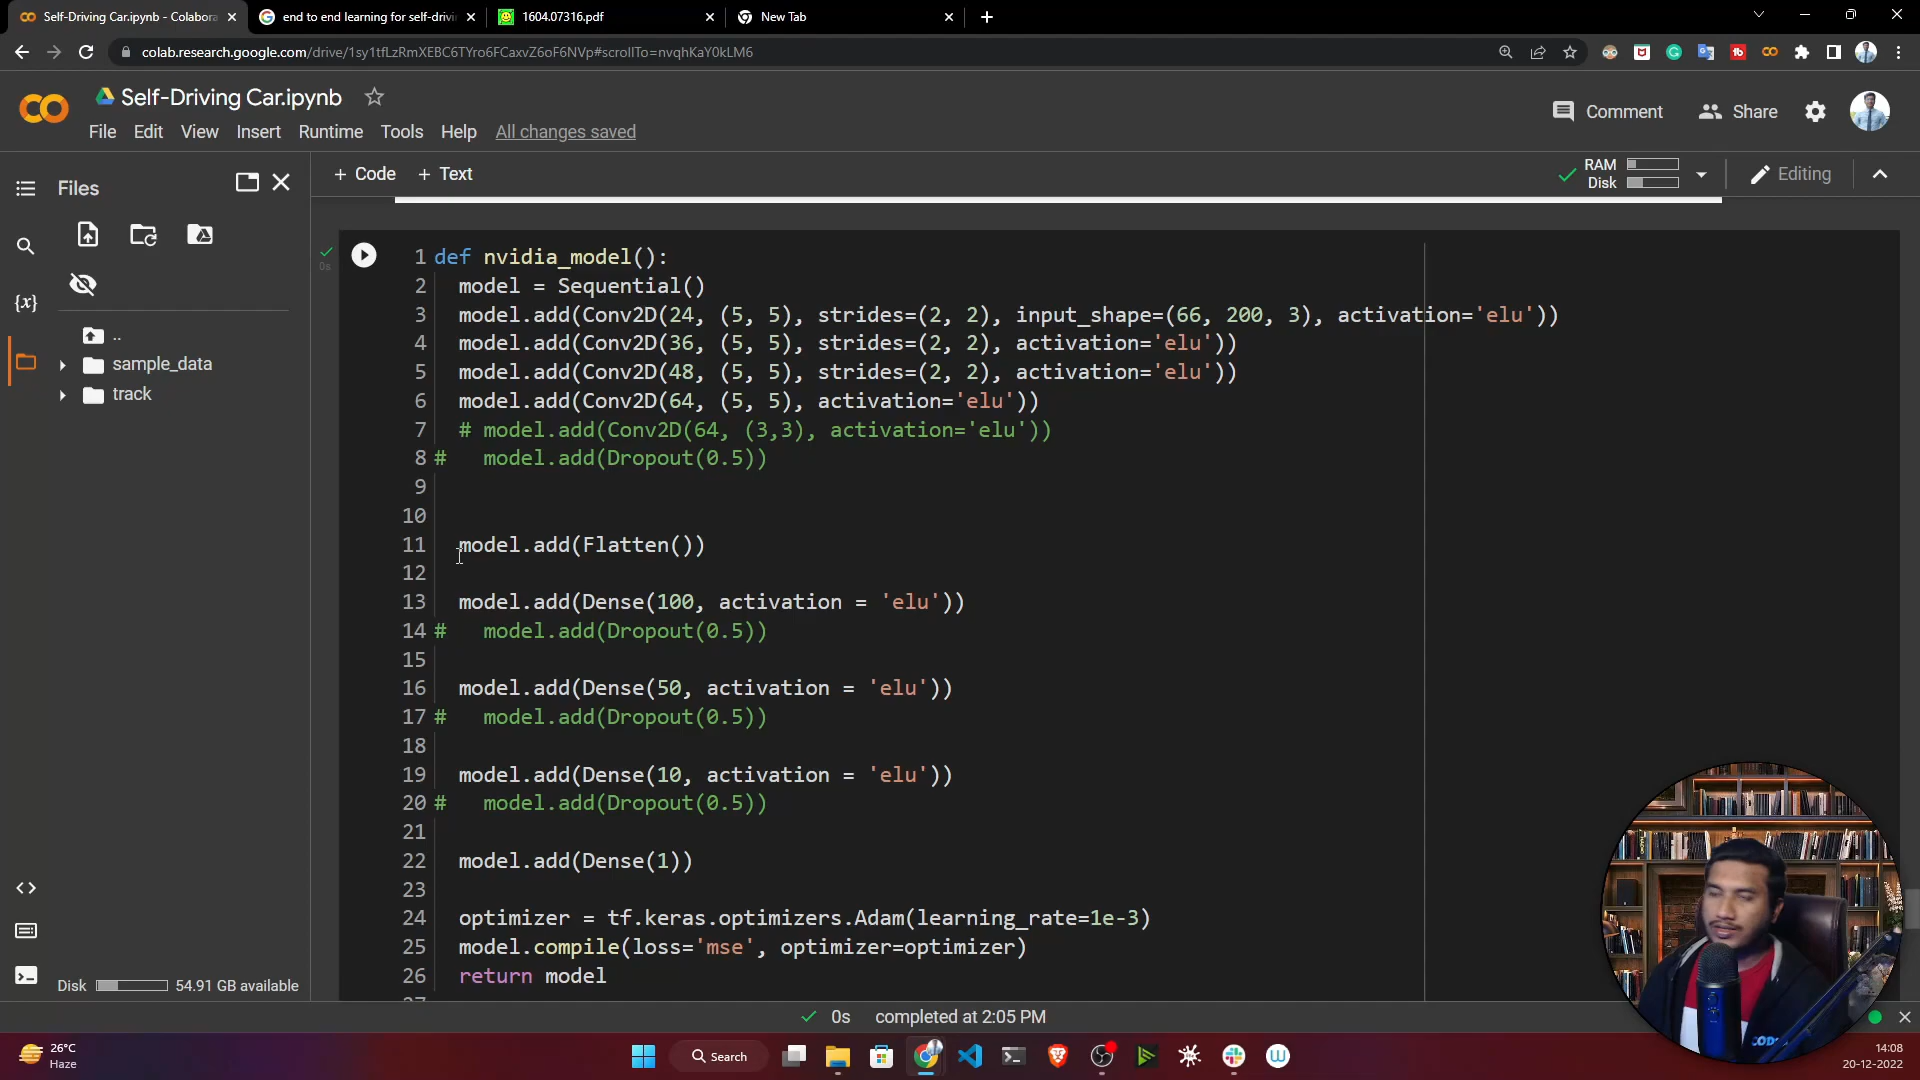 Self-Driving Car.ipynb - Colabora
end to end learning for self-drivi
1604.07316.pdf
New Tab
colab.research.google.com/drive/1sy1tfLzRmXEBC6TYro6FCaxvZ6oF6NVp#scrollTo=nvqhKaY0kLM6
Self-Driving Car.ipynb
Comment
Share
File Edit View Insert Runtime Tools Help All changes saved
Files
+ Code + Text
RAM
Disk
Editing
..
sample_data
track
{x}
0s
1 def nvidia_model():
2 model = Sequential()
3 model.add(Conv2D(24, (5, 5), strides=(2, 2), input_shape=(66, 200, 3), activation='elu'))
4 model.add(Conv2D(36, (5, 5), strides=(2, 2), activation='elu'))
5 model.add(Conv2D(48, (5, 5), strides=(2, 2), activation='elu'))
6 model.add(Conv2D(64, (5, 5), activation='elu'))
7 # model.add(Conv2D(64, (3,3), activation='elu'))
8 # model.add(Dropout(0.5))
9
10
11 model.add(Flatten())
12
13 model.add(Dense(100, activation = 'elu'))
14 # model.add(Dropout(0.5))
15
16 model.add(Dense(50, activation = 'elu'))
17 # model.add(Dropout(0.5))
18
19 model.add(Dense(10, activation = 'elu'))
20 # model.add(Dropout(0.5))
21
22 model.add(Dense(1))
23
24 optimizer = tf.keras.optimizers.Adam(learning_rate=1e-3)
25 model.compile(loss='mse', optimizer=optimizer)
26 return model
Disk 54.91 GB available
0s completed at 2:05 PM
26°C
Haze
Search
14:08
20-12-2022